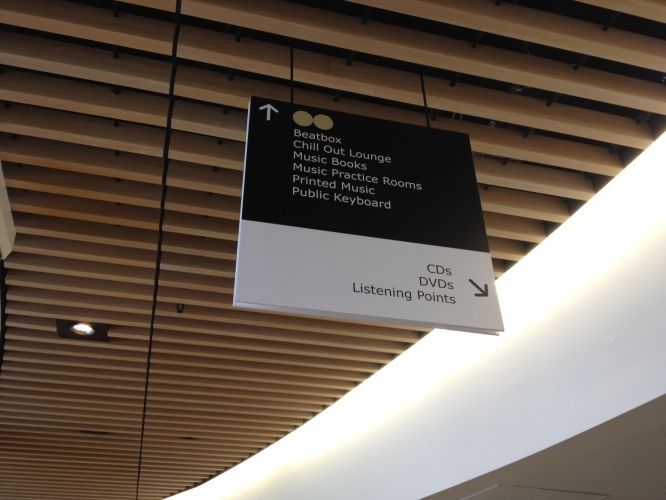 Beatbox
Chill Out Lounge
Music Books
Music Practice Rooms
Printed Music
Public Keyboard
CDs
DVDs
Listening Points